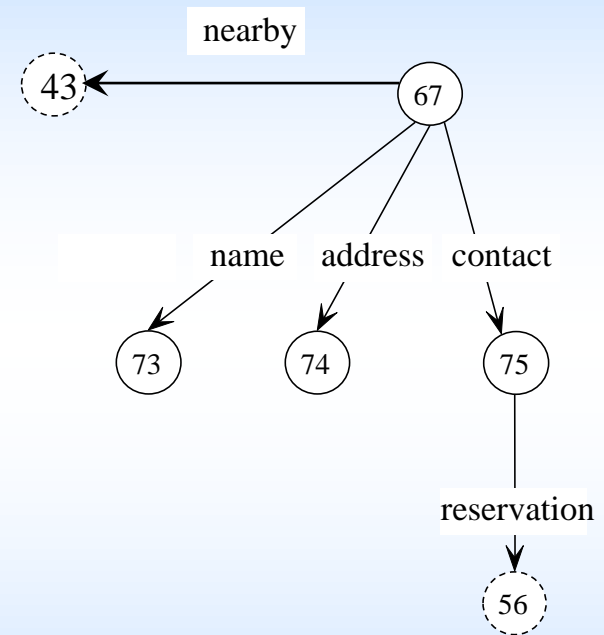 nearby
43
67
name address contact
73 74 75
reservation
56